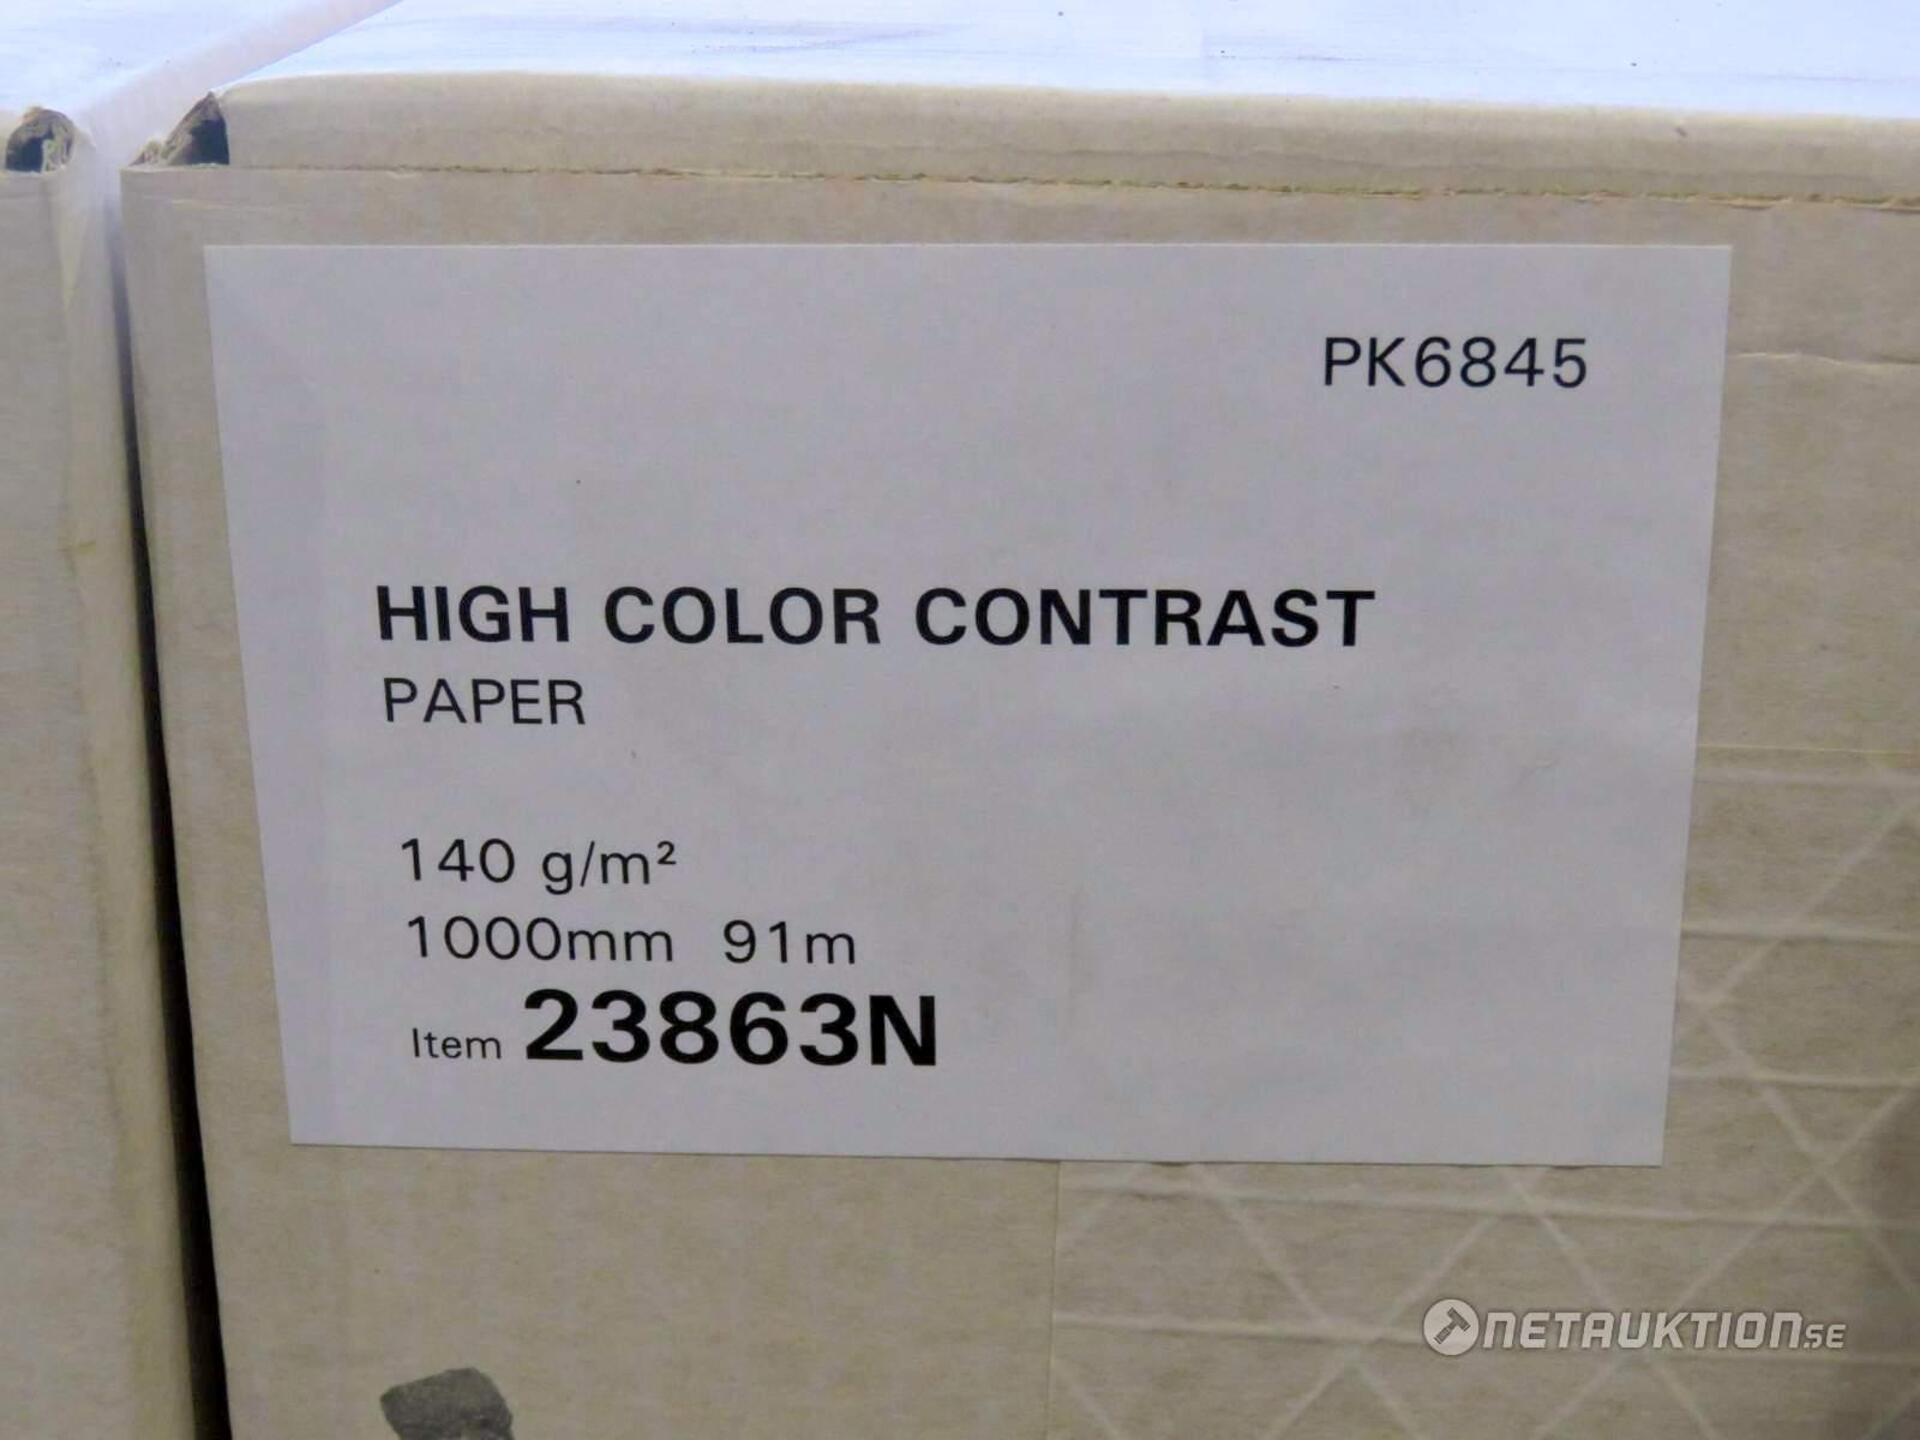 PK6845
HIGH COLOR CONTRAST
PAPER
140 g/m²
1000mm 91m
Item 23863N
NETAUKTION.SE